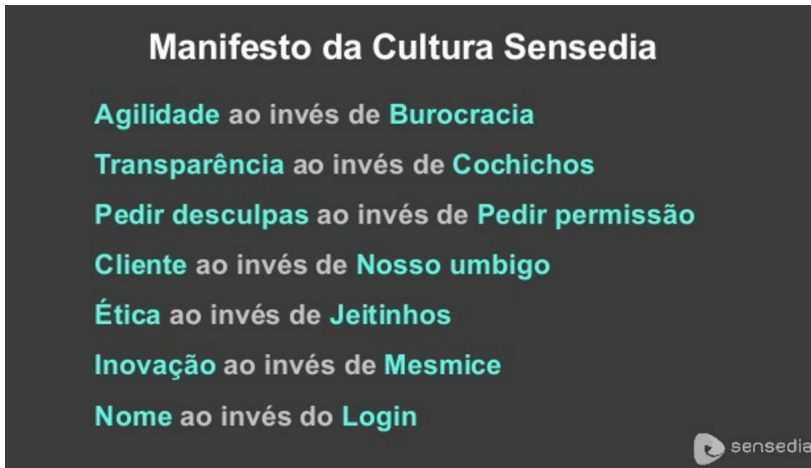 Manifesto da Cultura Sensedia
Agilidade ao invés de Burocracia
Transparência ao invés de Cochichos
Pedir desculpas ao invés de Pedir permissão
Cliente ao invés de Nosso umbigo
Ética ao invés de Jeitinhos
Inovação ao invés de Mesmice
Nome ao invés do Login
sensedia